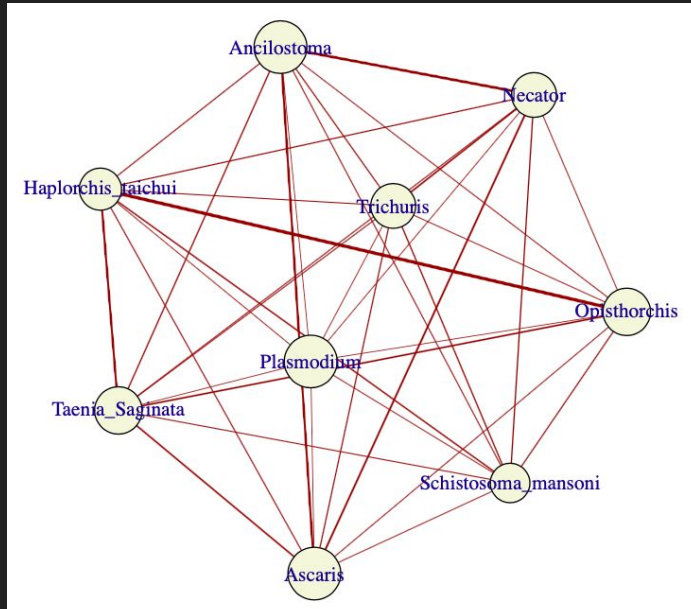 Ancilostoma
Necator
Haplorchis_taichui
Trichuris
Opisthorchis
Plasmodium
Taenia_Saginata
Schistosoma_mansoni
Ascaris